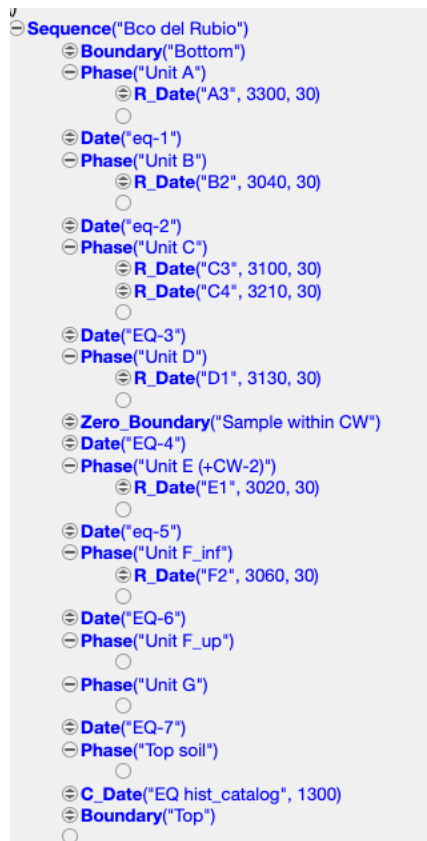 Sequence("Bco del Rubio")
Boundary("Bottom")
Phase("Unit A")
R_Date("A3", 3300, 30)
Date("eq-1")
Phase("Unit B")
R_Date("B2", 3040, 30)
Date("eq-2")
Phase("Unit C")
R_Date("C3", 3100, 30)
R_Date("C4", 3210, 30)
Date("EQ-3")
Phase("Unit D")
R_Date("D1", 3130, 30)
Zero_Boundary("Sample within CW")
Date("EQ-4")
Phase("Unit E (+CW-2)")
R_Date("E1", 3020, 30)
Date("eq-5")
Phase("Unit F_inf")
R_Date("F2", 3060, 30)
Date("EQ-6")
Phase("Unit F_up")
Phase("Unit G")
Date("EQ-7")
Phase("Top soil")
C_Date("EQ hist_catalog", 1300)
Boundary("Top")